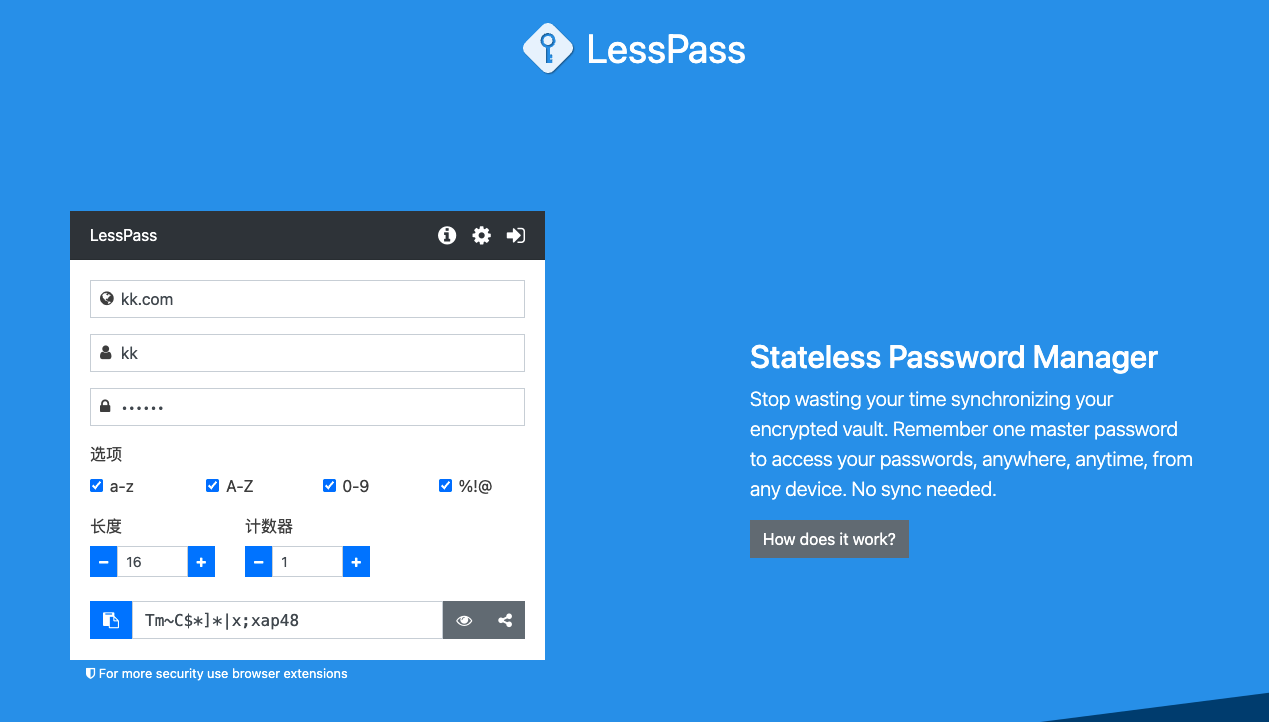 LessPass
LessPass
kk.com
kk
••••••
选项
a-z A-Z 0-9 %!@
长度 计数器
16 1
Tm~C$*]*|x;xap48
For more security use browser extensions
Stateless Password Manager
Stop wasting your time synchronizing your
encrypted vault. Remember one master password
to access your passwords, anywhere, anytime, from
any device. No sync needed.
How does it work?